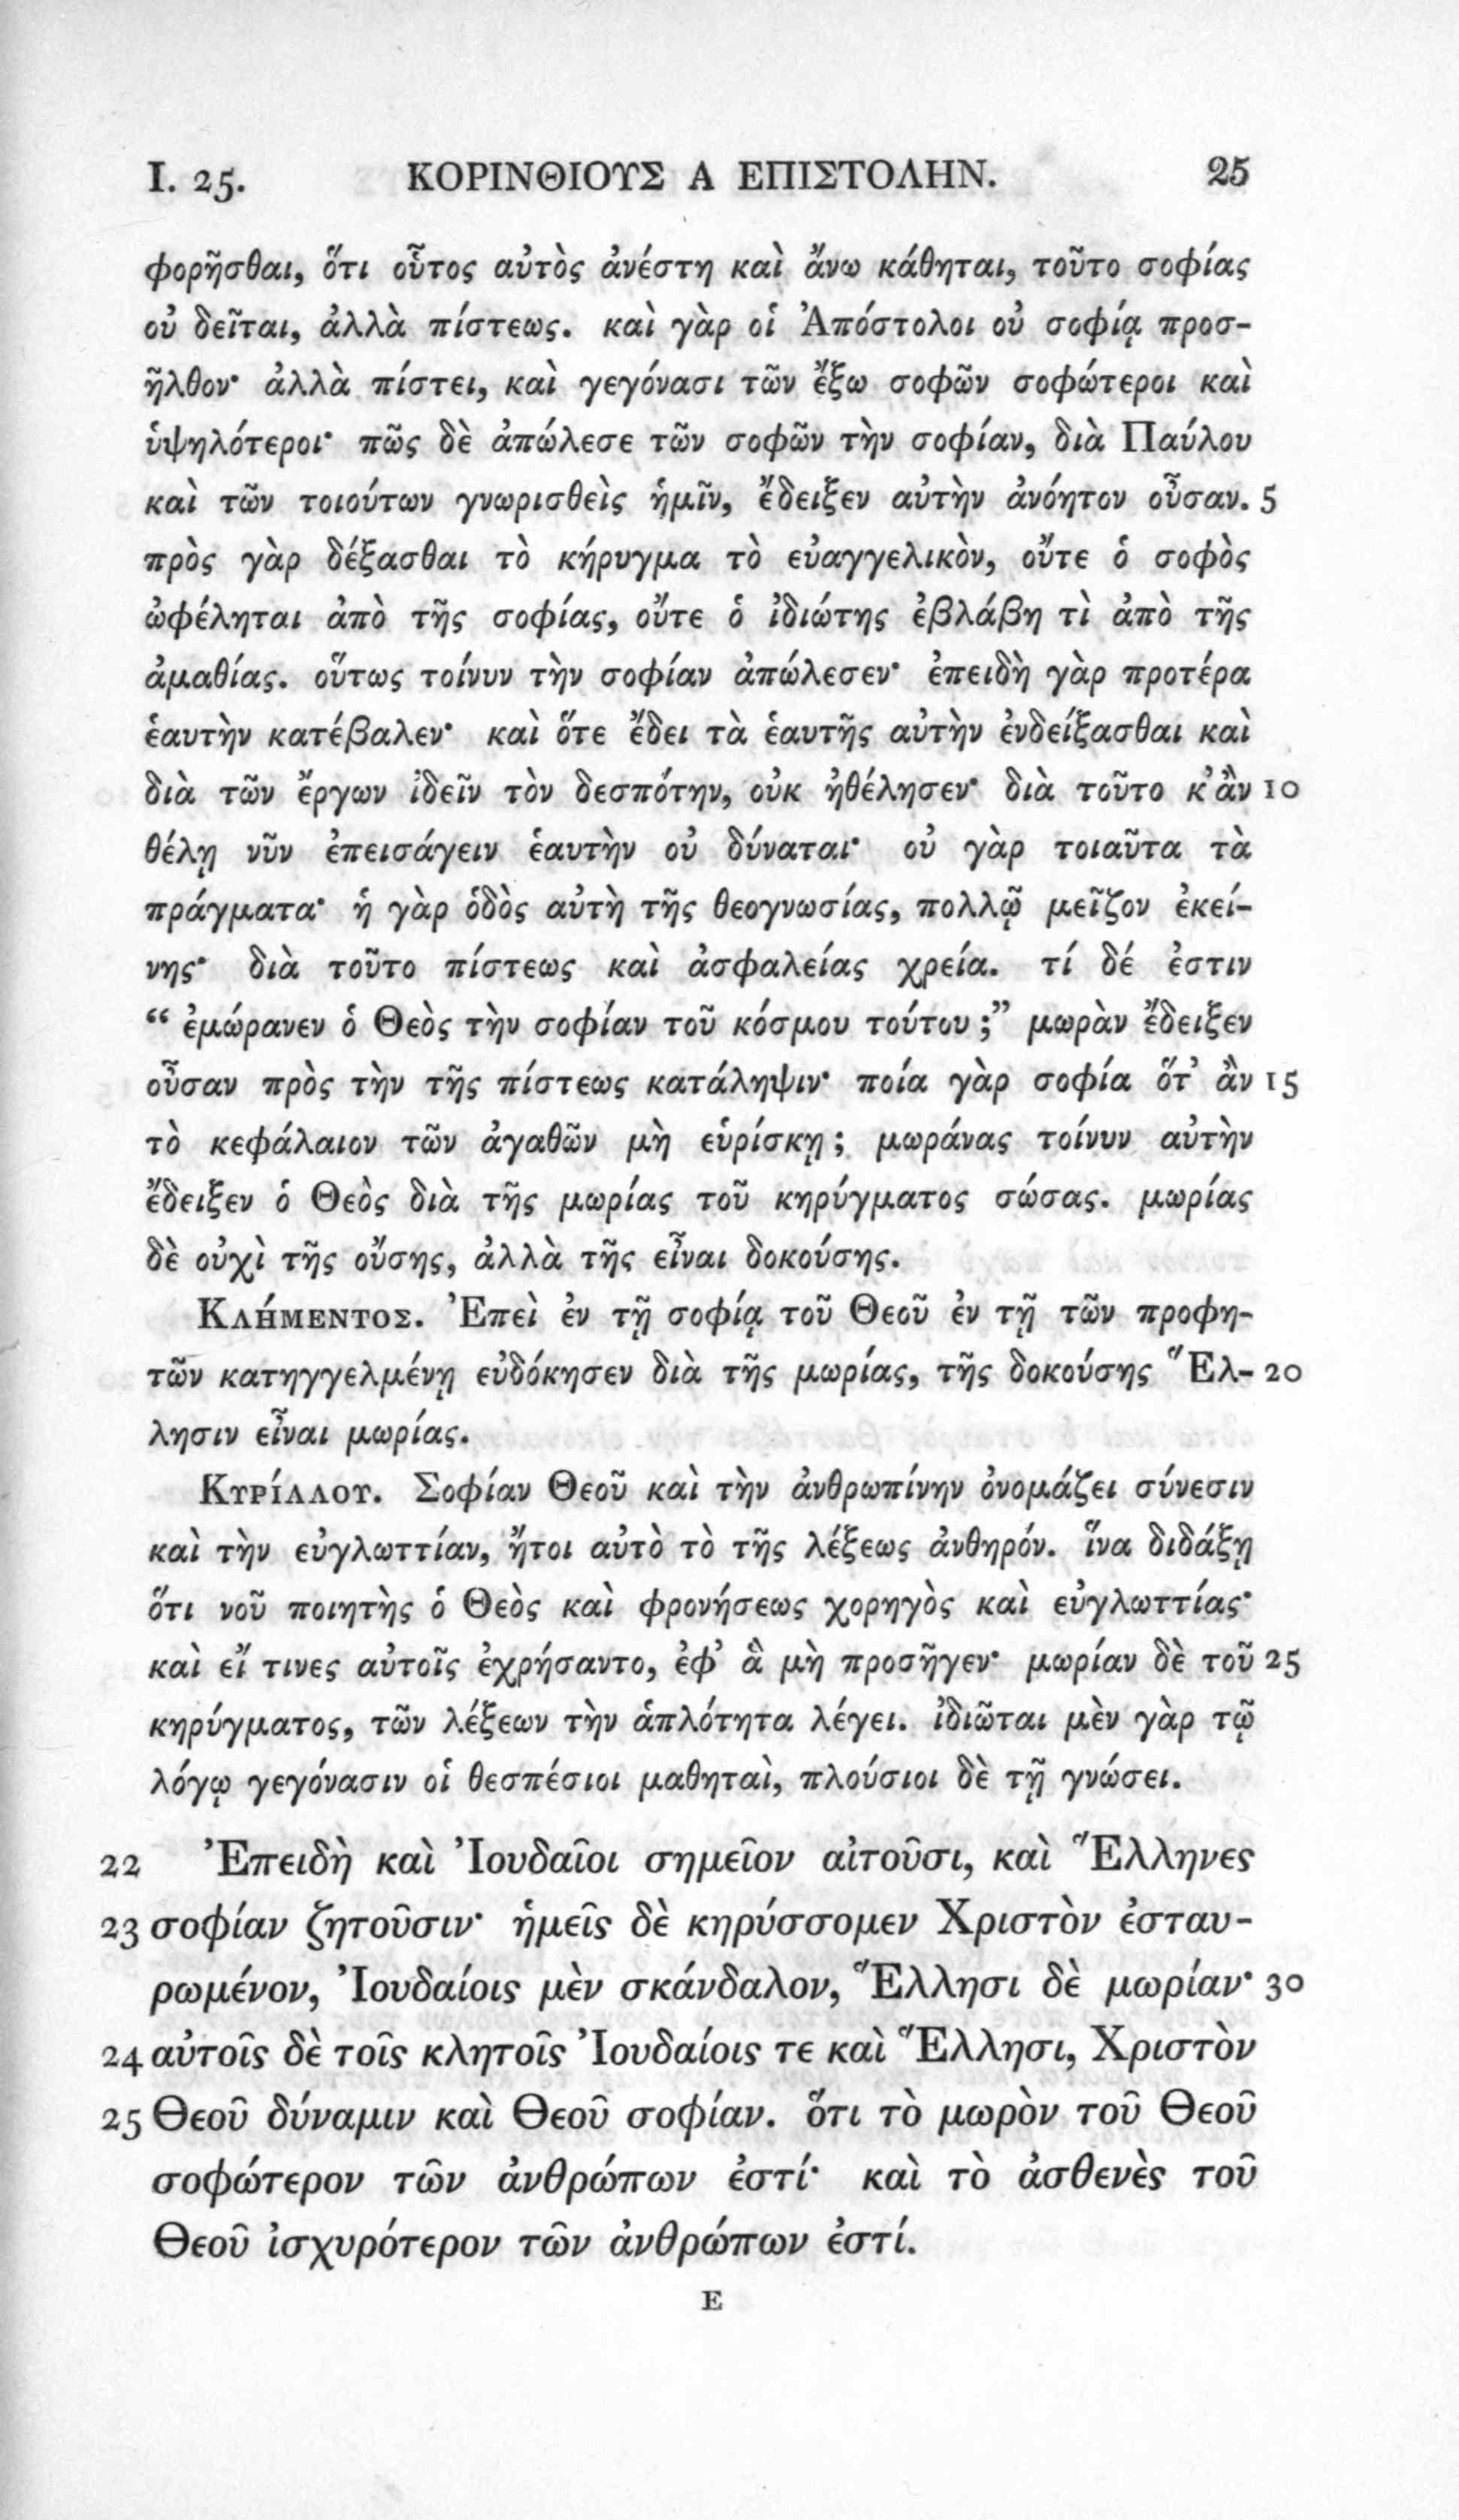 I. 25. ΚΟΡΙΝΘΙΟΥΣ Α ΕΠΙΣΤΟΛΗΝ. 25
φορῆσθαι, ὅτι οὗτος αὐτὸς ἀνέστη καὶ ἄνω κάθηται, τοῦτο σοφίας
οὐ δεῖται, ἀλλὰ πίστεως. καὶ γὰρ οἱ Ἀπόστολοι οὐ σοφίᾳ προσ-
ῆλθον· ἀλλὰ πίστει, καὶ γεγόνασι τῶν ἔξω σοφῶν σοφώτεροι καὶ
ὑψηλότεροι· πῶς δὲ ἀπώλεσε τῶν σοφῶν τὴν σοφίαν, διὰ Παύλου
καὶ τῶν τοιούτων γνωρισθεὶς ἡμῖν, ἔδειξεν αὐτὴν ἀνόητον οὖσαν. 5
πρὸς γὰρ δέξασθαι τὸ κήρυγμα τὸ εὐαγγελικὸν, οὔτε ὁ σοφὸς
ὠφέληται ἀπὸ τῆς σοφίας, οὔτε ὁ ἰδιώτης ἐβλάβη τὶ ἀπὸ τῆς
ἀμαθίας. οὕτως τοίνυν τὴν σοφίαν ἀπώλεσεν· ἐπειδὴ γὰρ προτέρα
ἑαυτὴν κατέβαλεν· καὶ ὅτε ἔδει τὰ ἑαυτῆς αὐτὴν ἐνδείξασθαι καὶ
διὰ τῶν ἔργων ἰδεῖν τὸν δεσπότην, οὐκ ἠθέλησεν· διὰ τοῦτο κ᾽ἂν 10
θέλῃ νῦν ἐπεισάγειν ἑαυτὴν οὐ δύναται· οὐ γὰρ τοιαῦτα τὰ
πράγματα· ἡ γὰρ ὁδὸς αὐτὴ τῆς θεογνωσίας, πολλῷ μεῖζον ἐκεί-
νης· διὰ τοῦτο πίστεως καὶ ἀσφαλείας χρεία. τί δέ ἐστιν
“ ἐμώρανεν ὁ Θεὸς τὴν σοφίαν τοῦ κόσμου τούτου ;” μωρὰν ἔδειξεν
οὖσαν πρὸς τὴν τῆς πίστεως κατάληψιν· ποία γὰρ σοφία ὅτ᾽ ἂν 15
τὸ κεφάλαιον τῶν ἀγαθῶν μὴ εὑρίσκῃ ; μωράνας τοίνυν αὐτὴν
ἔδειξεν ὁ Θεὸς διὰ τῆς μωρίας τοῦ κηρύγματος σώσας. μωρίας
δὲ οὐχὶ τῆς οὔσης, ἀλλὰ τῆς εἶναι δοκούσης.
Κλήμεντος. Ἐπεὶ ἐν τῇ σοφίᾳ τοῦ Θεοῦ ἐν τῇ τῶν προφη-
τῶν κατηγγελμένῃ εὐδόκησεν διὰ τῆς μωρίας, τῆς δοκούσης Ἕλ- 20
λησιν εἶναι μωρίας.
Κυρίλλου. Σοφίαν Θεοῦ καὶ τὴν ἀνθρωπίνην ὀνομάζει σύνεσιν
καὶ τὴν εὐγλωττίαν, ἤτοι αὐτὸ τὸ τῆς λέξεως ἀνθηρόν. ἵνα διδάξῃ
ὅτι νοῦ ποιητὴς ὁ Θεὸς καὶ φρονήσεως χορηγὸς καὶ εὐγλωττίας·
καὶ εἴ τινες αὐτοῖς ἐχρήσαντο, ἐφ᾽ ἃ μὴ προσῆγεν· μωρίαν δὲ τοῦ 25
κηρύγματος, τῶν λέξεων τὴν ἁπλότητα λέγει. ἰδιῶται μὲν γὰρ τῷ
λόγῳ γεγόνασιν οἱ θεσπέσιοι μαθηταὶ, πλούσιοι δὲ τῇ γνώσει.
22 Ἐπειδὴ καὶ Ἰουδαῖοι σημεῖον αἰτοῦσι, καὶ Ἕλληνες
23 σοφίαν ζητοῦσιν· ἡμεῖς δὲ κηρύσσομεν Χριστὸν ἐσταυ-
ρωμένον, Ἰουδαίοις μὲν σκάνδαλον, Ἕλλησι δὲ μωρίαν· 30
24 αὐτοῖς δὲ τοῖς κλητοῖς Ἰουδαίοις τε καὶ Ἕλλησι, Χριστὸν
25 Θεοῦ δύναμιν καὶ Θεοῦ σοφίαν. ὅτι τὸ μωρὸν τοῦ Θεοῦ
σοφώτερον τῶν ἀνθρώπων ἐστί· καὶ τὸ ἀσθενὲς τοῦ
Θεοῦ ἰσχυρότερον τῶν ἀνθρώπων ἐστί.
E